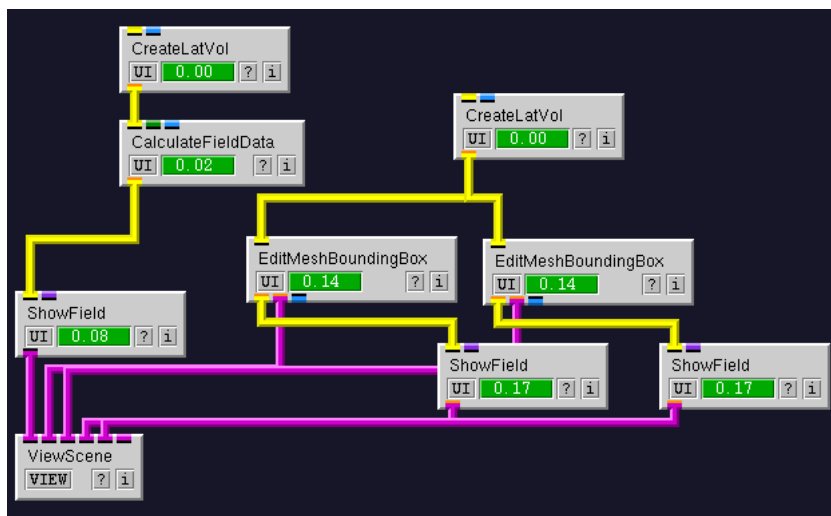 CreateLatVol
UI 0.00 ? i
CreateLatVol
UI 0.00 ? i
CalculateFieldData
UI 0.02 ? i
EditMeshBoundingBox
UI 0.14 ? i
EditMeshBoundingBox
UI 0.14 ? i
ShowField
UI 0.08 ? i
ShowField
UI 0.17 ? i
ShowField
UI 0.17 ? i
ViewScene
VIEW ? i